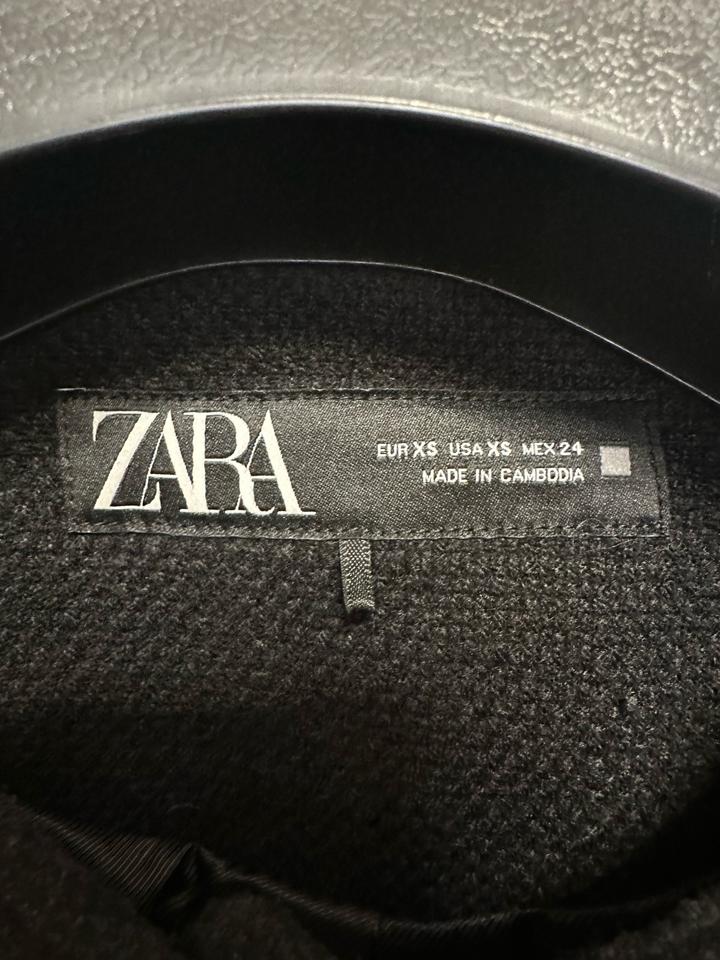 ZARA
EUR XS USA XS MEX 24
MADE IN CAMBODIA